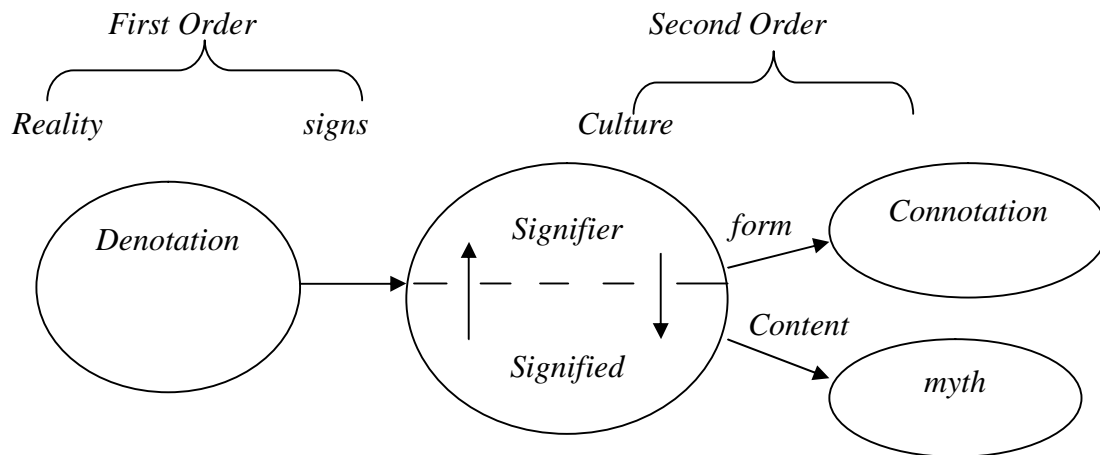 First Order
Second Order
Reality
signs
Culture
Denotation
Signifier
form
Connotation
Signified
Content
myth